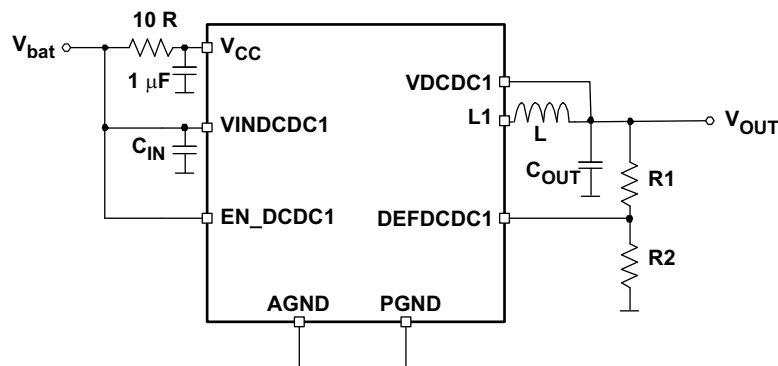 10 R
V_bat
V_CC
1 μF
VDCDC1
L1
L
V_OUT
VINDCDC1
C_IN
C_OUT
R1
EN_DCDC1
DEFDCDC1
R2
AGND
PGND